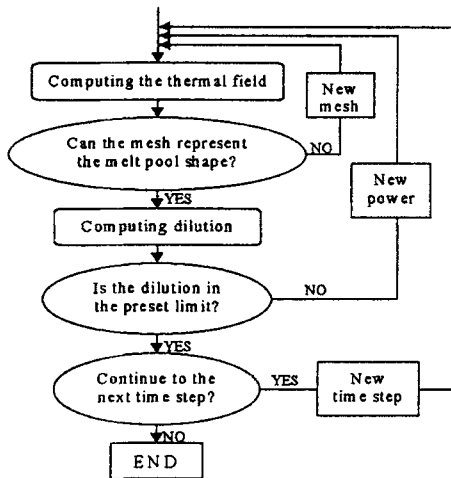 Computing the thermal field
New
mesh
Can the mesh represent
the melt pool shape?
NO
YES
New
power
Computing dilution
Is the dilution in
the preset limit?
NO
YES
Continue to the
next time step?
YES
New
time step
NO
END